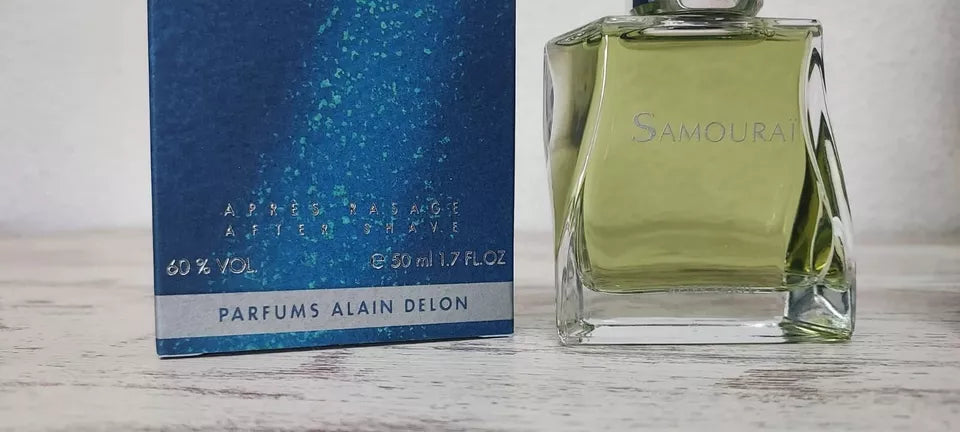 APRÈS RASAGE
AFTER SHAVE
60 % VOL.
℮ 50 ml 1.7 FL.OZ
PARFUMS ALAIN DELON
SAMOURAÏ